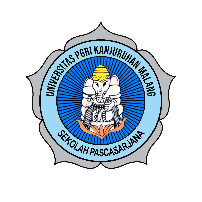 UNIVERSITAS PGRI KANJURUHAN MALANG
SEKOLAH PASCASARJANA